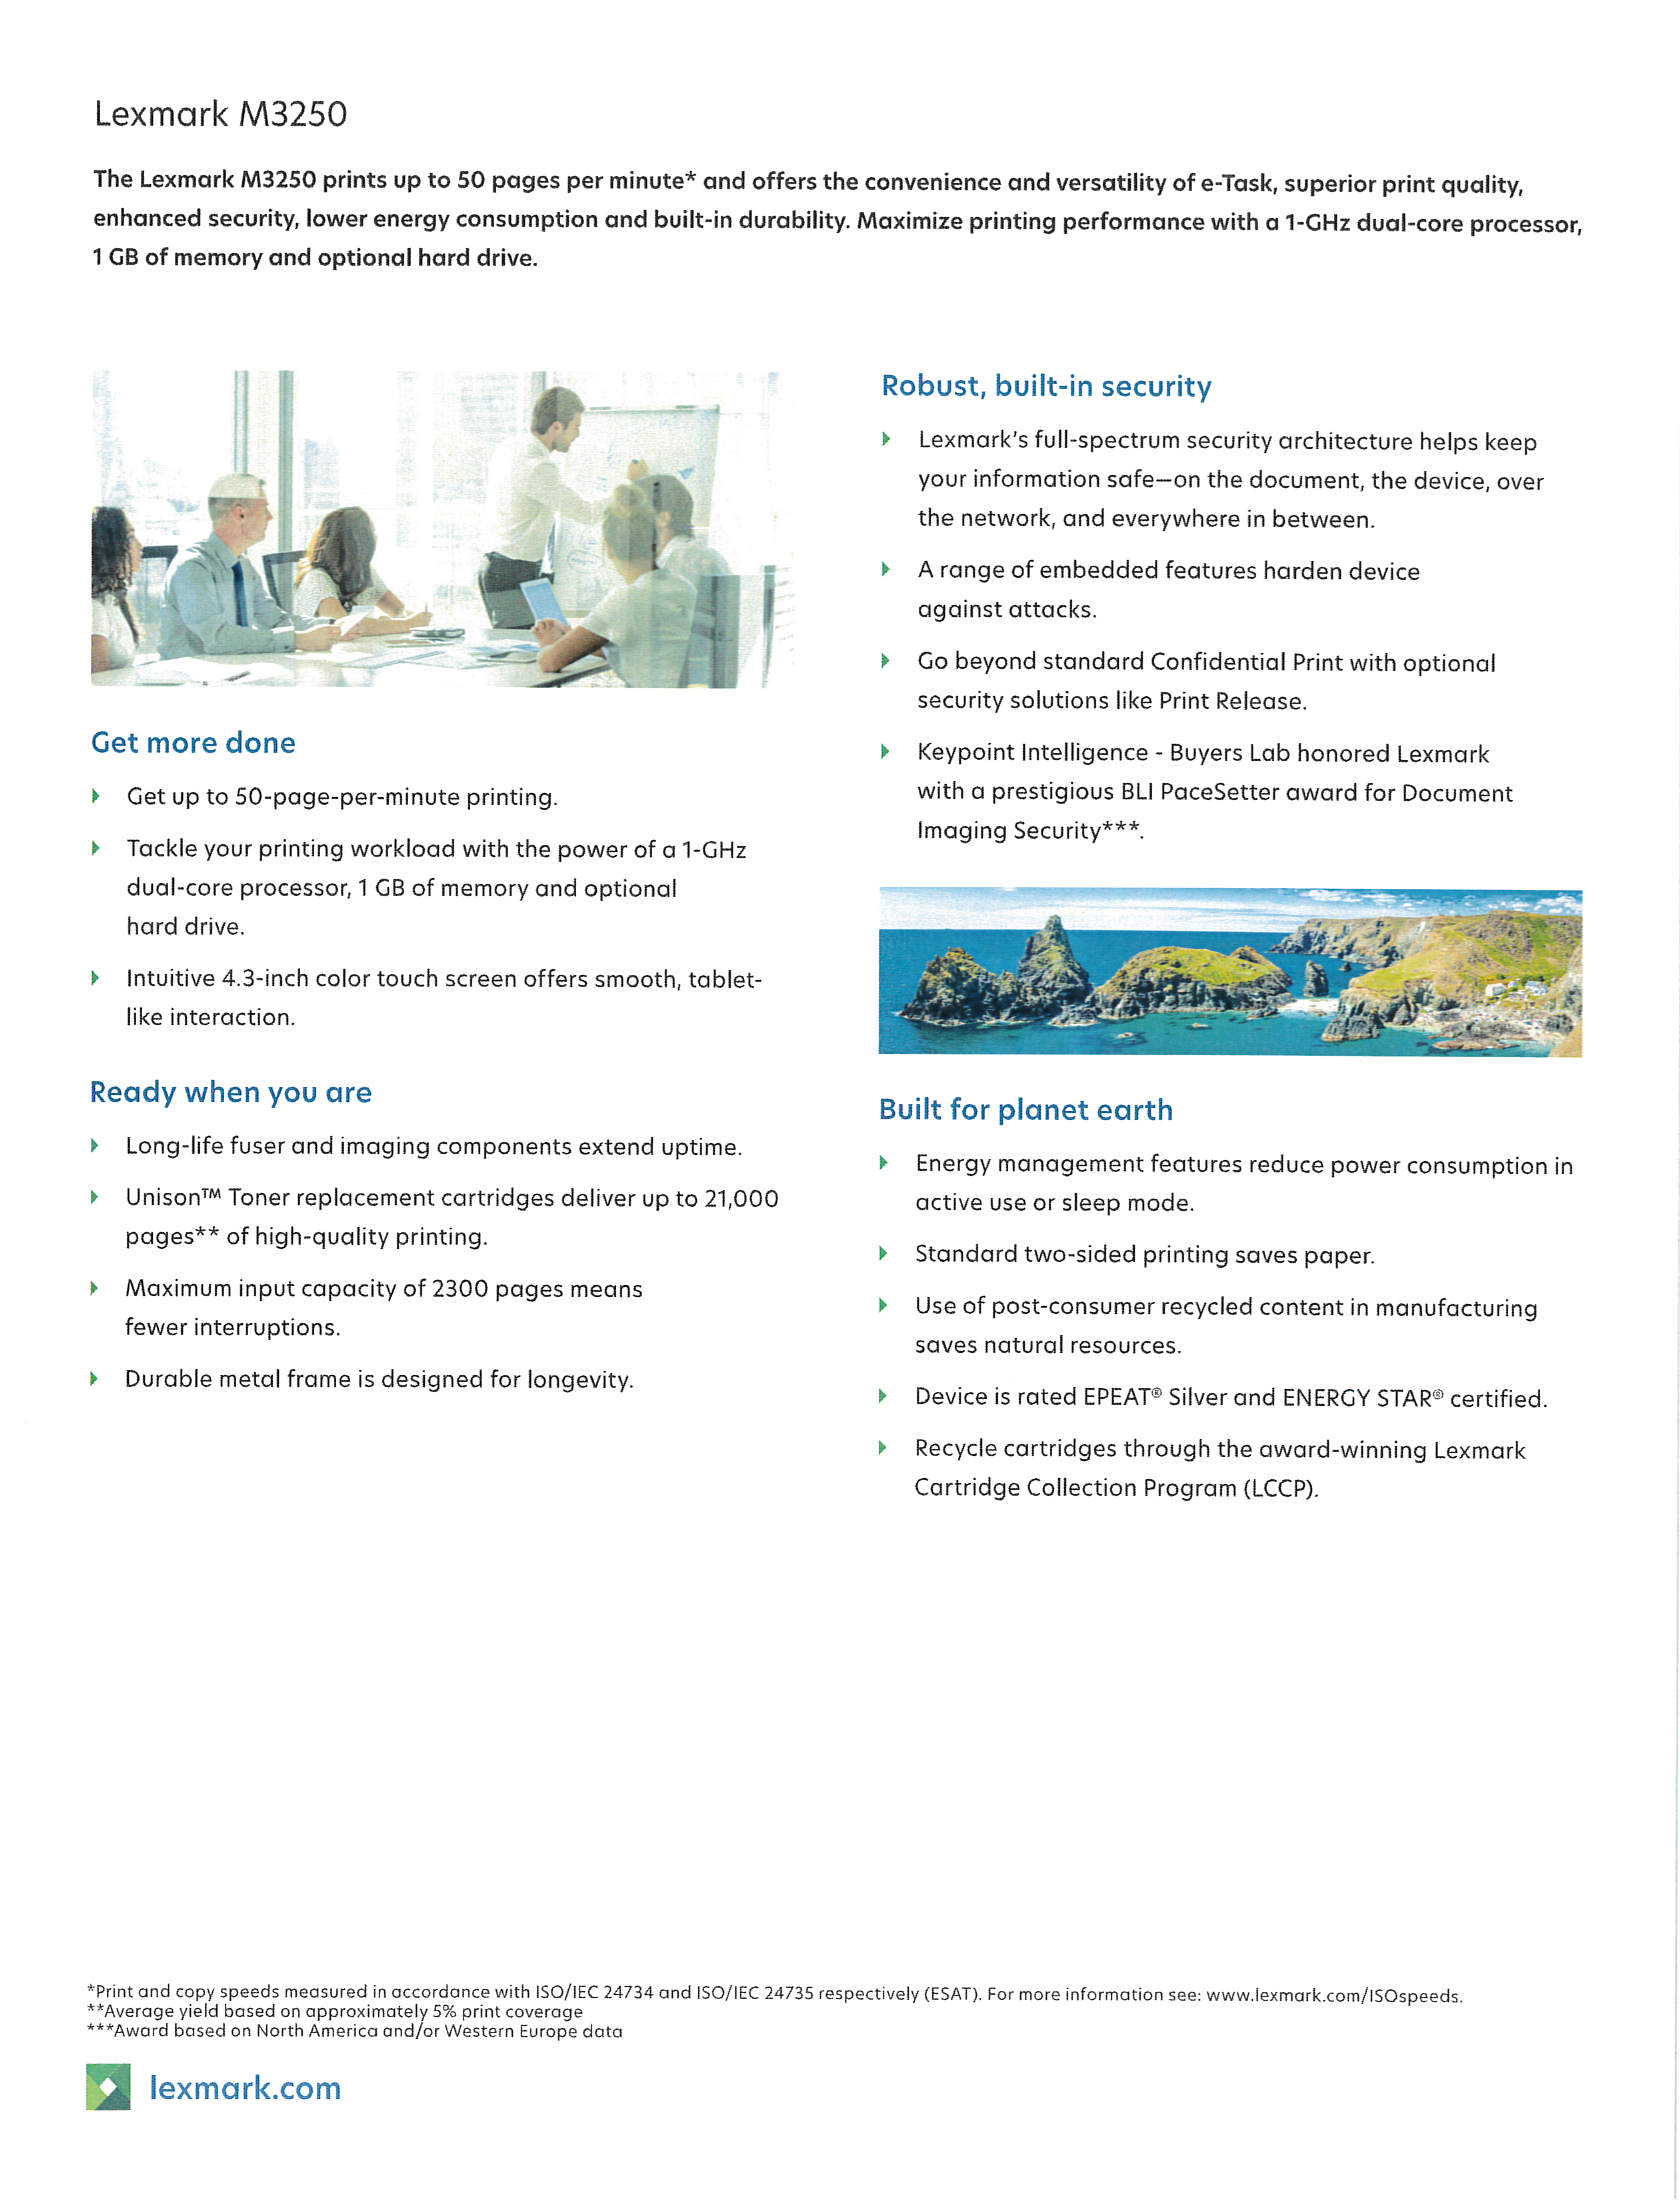 Lexmark M3250
The Lexmark M3250 prints up to 50 pages per minute* and offers the convenience and versatility of e-Task, superior print quality,
enhanced security, lower energy consumption and built-in durability. Maximize printing performance with a 1-GHz dual-core processor,
1 GB of memory and optional hard drive.
Get more done
Get up to 50-page-per-minute printing.
Tackle your printing workload with the power of a 1-GHz
dual-core processor, 1 GB of memory and optional
hard drive.
Intuitive 4.3-inch color touch screen offers smooth, tablet-
like interaction.
Ready when you are
Long-life fuser and imaging components extend uptime.
Unison™ Toner replacement cartridges deliver up to 21,000
pages** of high-quality printing.
Maximum input capacity of 2300 pages means
fewer interruptions.
Durable metal frame is designed for longevity.
Robust, built-in security
Lexmark's full-spectrum security architecture helps keep
your information safe—on the document, the device, over
the network, and everywhere in between.
A range of embedded features harden device
against attacks.
Go beyond standard Confidential Print with optional
security solutions like Print Release.
Keypoint Intelligence - Buyers Lab honored Lexmark
with a prestigious BLI PaceSetter award for Document
Imaging Security***.
Built for planet earth
Energy management features reduce power consumption in
active use or sleep mode.
Standard two-sided printing saves paper.
Use of post-consumer recycled content in manufacturing
saves natural resources.
Device is rated EPEAT® Silver and ENERGY STAR® certified.
Recycle cartridges through the award-winning Lexmark
Cartridge Collection Program (LCCP).
*Print and copy speeds measured in accordance with ISO/IEC 24734 and ISO/IEC 24735 respectively (ESAT). For more information see: www.lexmark.com/ISOspeeds.
**Average yield based on approximately 5% print coverage
***Award based on North America and/or Western Europe data
lexmark.com